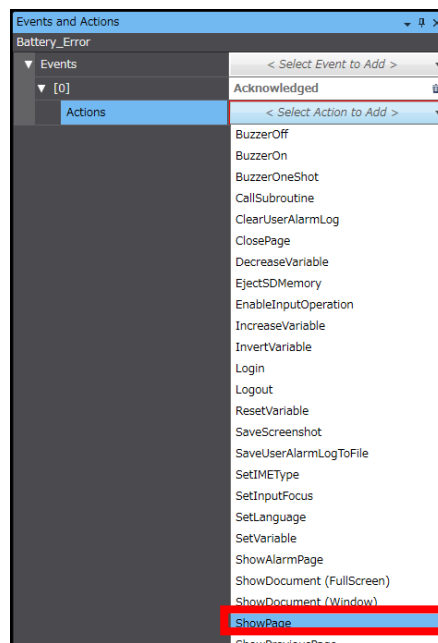 Events and Actions
Battery_Error
Events < Select Event to Add >
[0] Acknowledged
Actions < Select Action to Add >
BuzzerOff
BuzzerOn
BuzzerOneShot
CallSubroutine
ClearUserAlarmLog
ClosePage
DecreaseVariable
EjectSDMemory
EnableInputOperation
IncreaseVariable
InvertVariable
Login
Logout
ResetVariable
SaveScreenshot
SaveUserAlarmLogToFile
SetIMEType
SetInputFocus
SetLanguage
SetVariable
ShowAlarmPage
ShowDocument (FullScreen)
ShowDocument (Window)
ShowPage
ShowPreviousPage